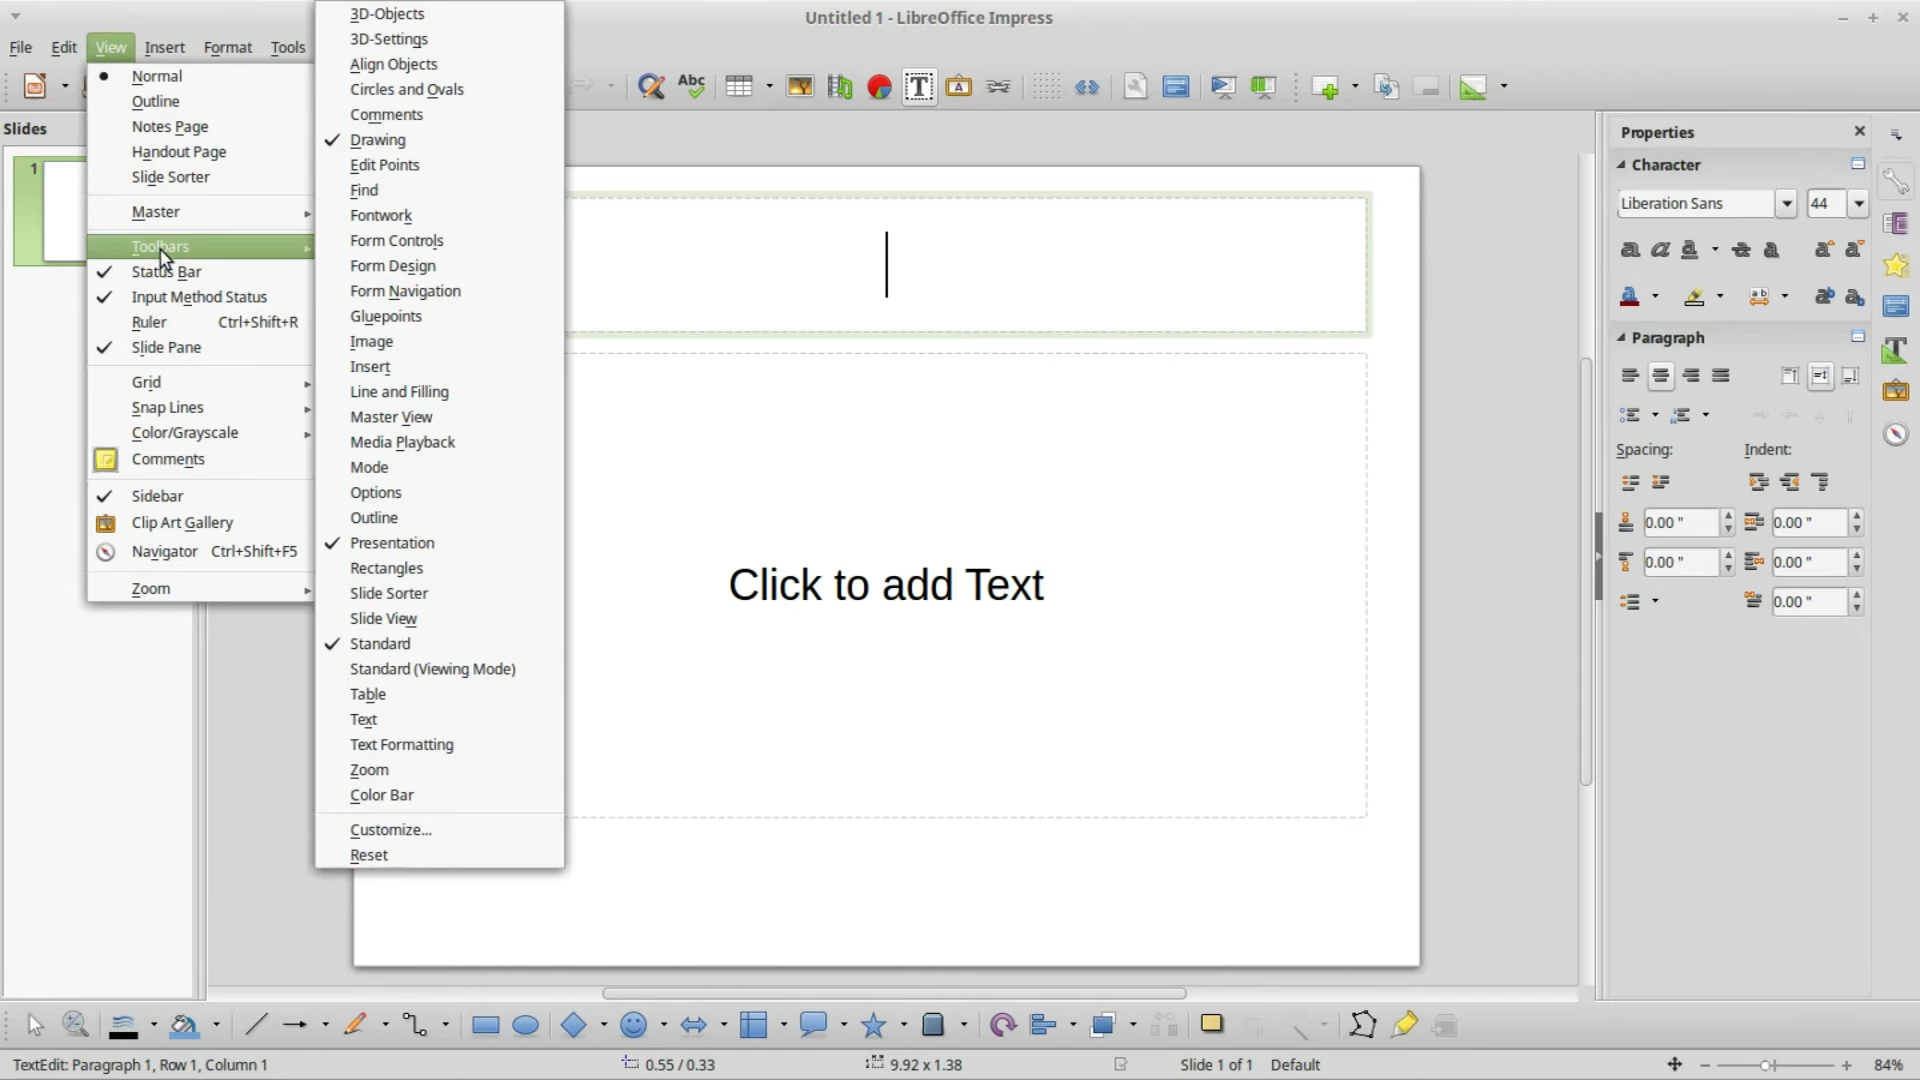 Untitled 1 - LibreOffice Impress
File Edit View Insert Format Tools
Abc
Slides
1
Normal
Outline
Notes Page
Handout Page
Slide Sorter
Master
Toolbars
Status Bar
Input Method Status
Ruler Ctrl+Shift+R
Slide Pane
Grid
Snap Lines
Color/Grayscale
Comments
Sidebar
Clip Art Gallery
Navigator Ctrl+Shift+F5
Zoom
3D-Objects
3D-Settings
Align Objects
Circles and Ovals
Comments
Drawing
Edit Points
Find
Fontwork
Form Controls
Form Design
Form Navigation
Gluepoints
Image
Insert
Line and Filling
Master View
Media Playback
Mode
Options
Outline
Presentation
Rectangles
Slide Sorter
Slide View
Standard
Standard (Viewing Mode)
Table
Text
Text Formatting
Zoom
Color Bar
Customize...
Reset
Click to add Text
Properties
Character
Liberation Sans 44
Paragraph
Spacing: Indent:
0.00 " 0.00 "
0.00 " 0.00 "
0.00 "
TextEdit: Paragraph 1, Row 1, Column 1 0.55 / 0.33 9.92 x 1.38 Slide 1 of 1 Default 84%